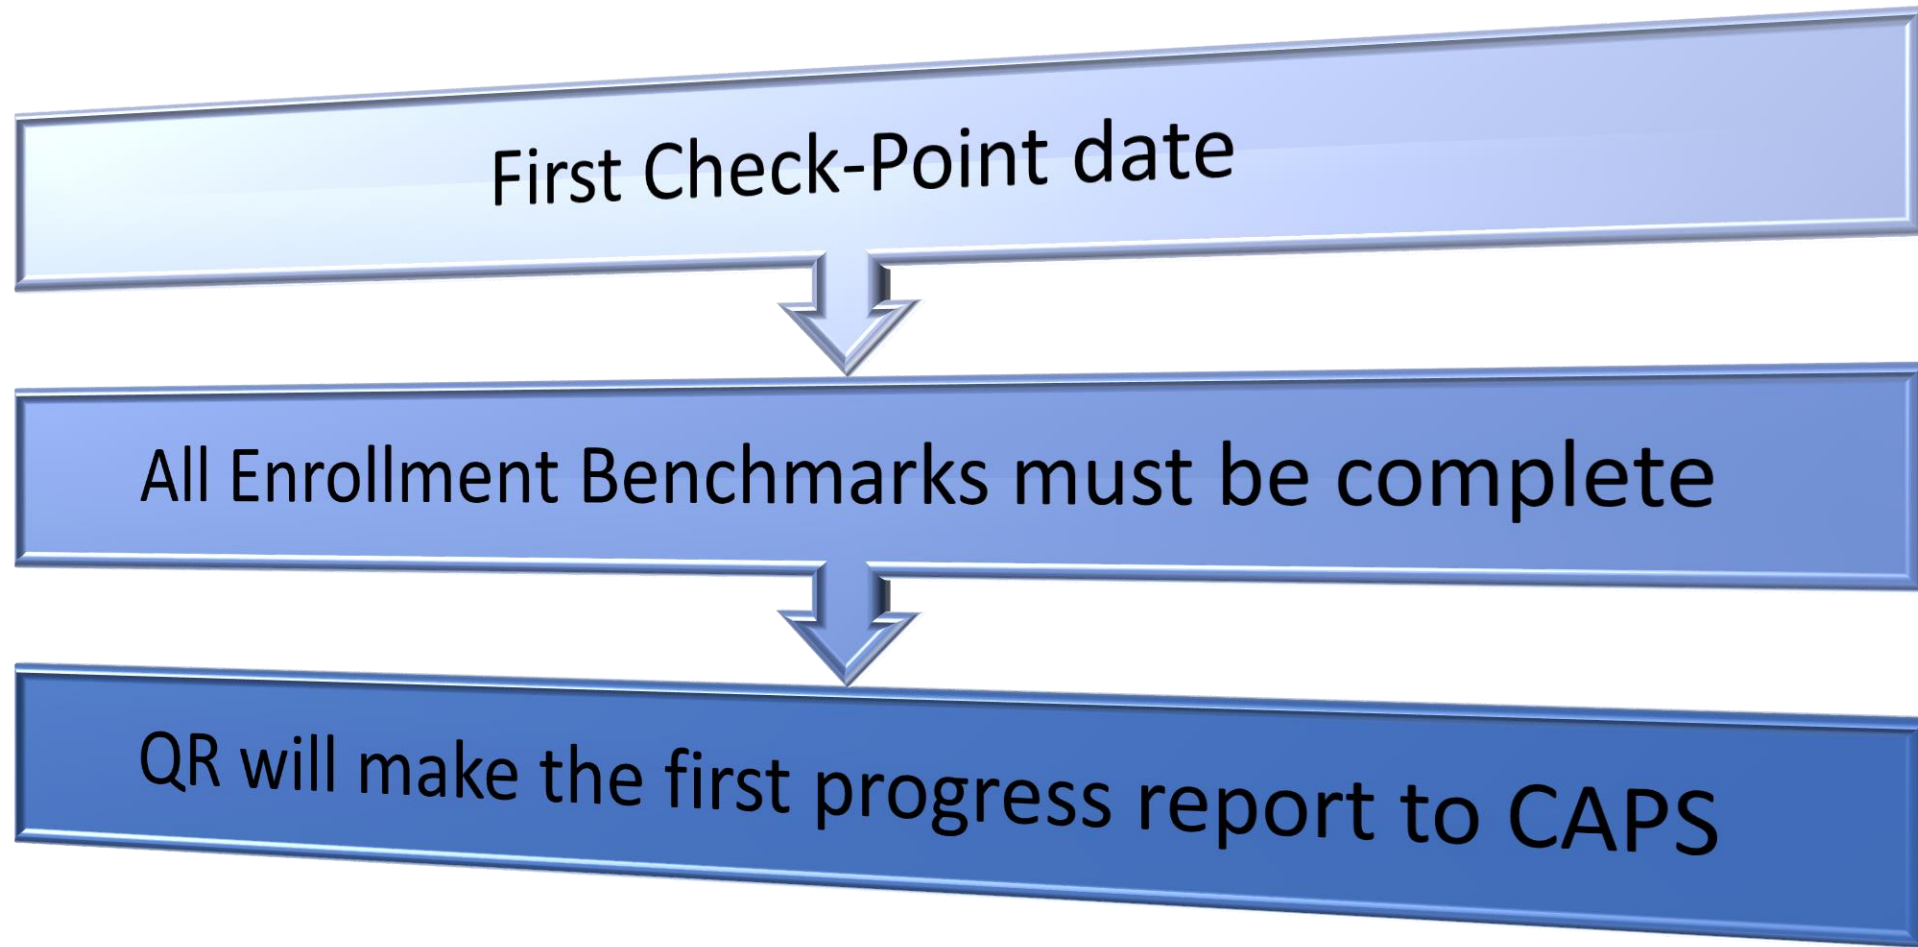 First Check-Point date
All Enrollment Benchmarks must be complete
QR will make the first progress report to CAPS